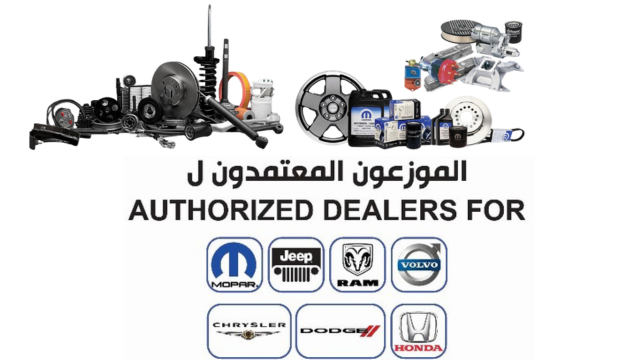 الموزعون المعتمدون ل
AUTHORIZED DEALERS FOR
MOPAR
Jeep
RAM
VOLVO
CHRYSLER
DODGE
HONDA